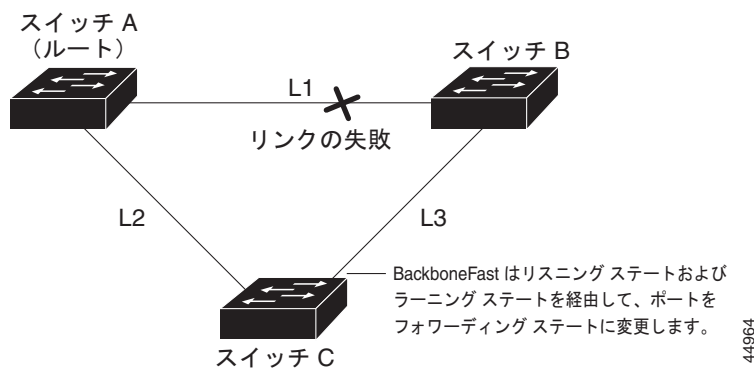 スイッチ A
（ルート）
スイッチ B
L1
リンクの失敗
L2
L3
BackboneFast はリスニング ステートおよび
ラーニング ステートを経由して、ポートを
フォワーディング ステートに変更します。
スイッチ C
44964